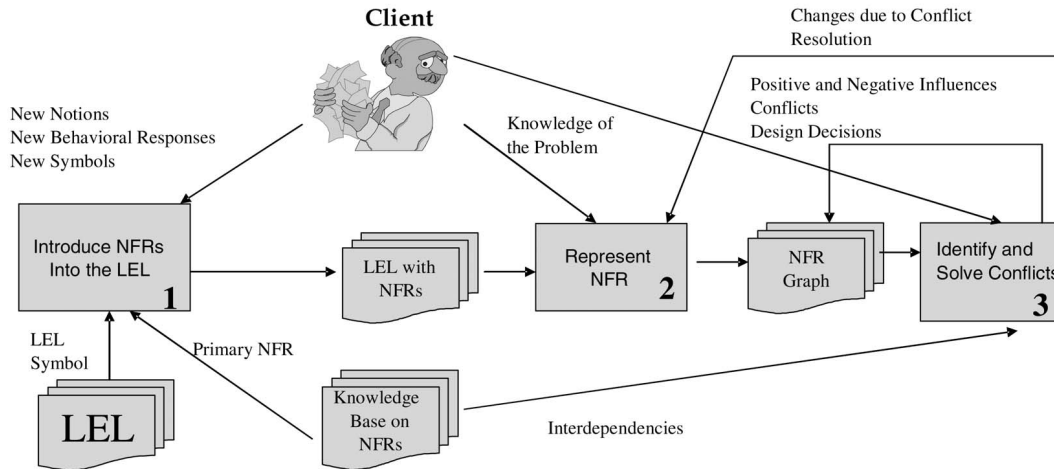 Client
Changes due to Conflict
Resolution
Positive and Negative Influences
Conflicts
Design Decisions
New Notions
New Behavioral Responses
New Symbols
Knowledge of
the Problem
Introduce NFRs
Into the LEL
1
LEL with
NFRs
Represent
NFR
2
NFR
Graph
Identify and
Solve Conflicts
3
LEL
Symbol
Primary NFR
LEL
Knowledge
Base on
NFRs
Interdependencies